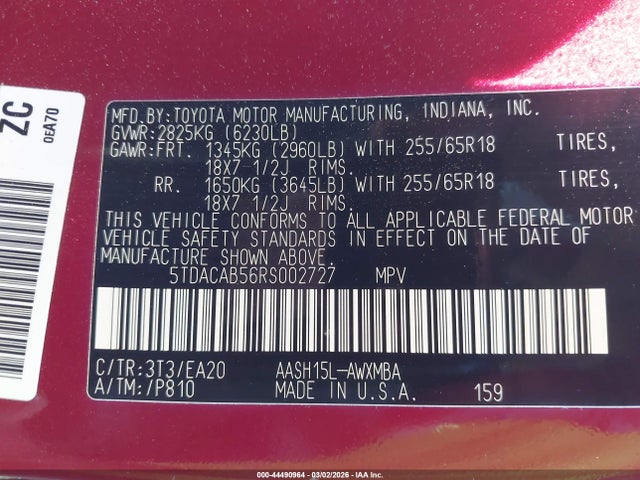 ZC
0EA70
MFD.BY:TOYOTA MOTOR MANUFACTURING, INDIANA, INC.
GVWR:2825KG (6230LB)
GAWR:FRT. 1345KG (2960LB) WITH 255/65R18 TIRES,
18X7 1/2J RIMS.
RR. 1650KG (3645LB) WITH 255/65R18 TIRES,
18X7 1/2J RIMS.
THIS VEHICLE CONFORMS TO ALL APPLICABLE FEDERAL MOTOR
VEHICLE SAFETY STANDARDS IN EFFECT ON THE DATE OF
MANUFACTURE SHOWN ABOVE.
5TDACAB56RS002727 MPV
C/TR:3T3/EA20 AASH15L-AWXMBA
A/TM:/P810 MADE IN U.S.A. 159
000-44490964 - 03/02/2026 - IAA Inc.